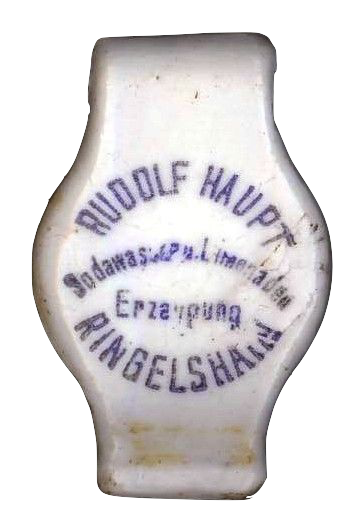 RUDOLF HAUPT
Sodawasser u. Limonaden
Erzeugung
RINGELSHAIN